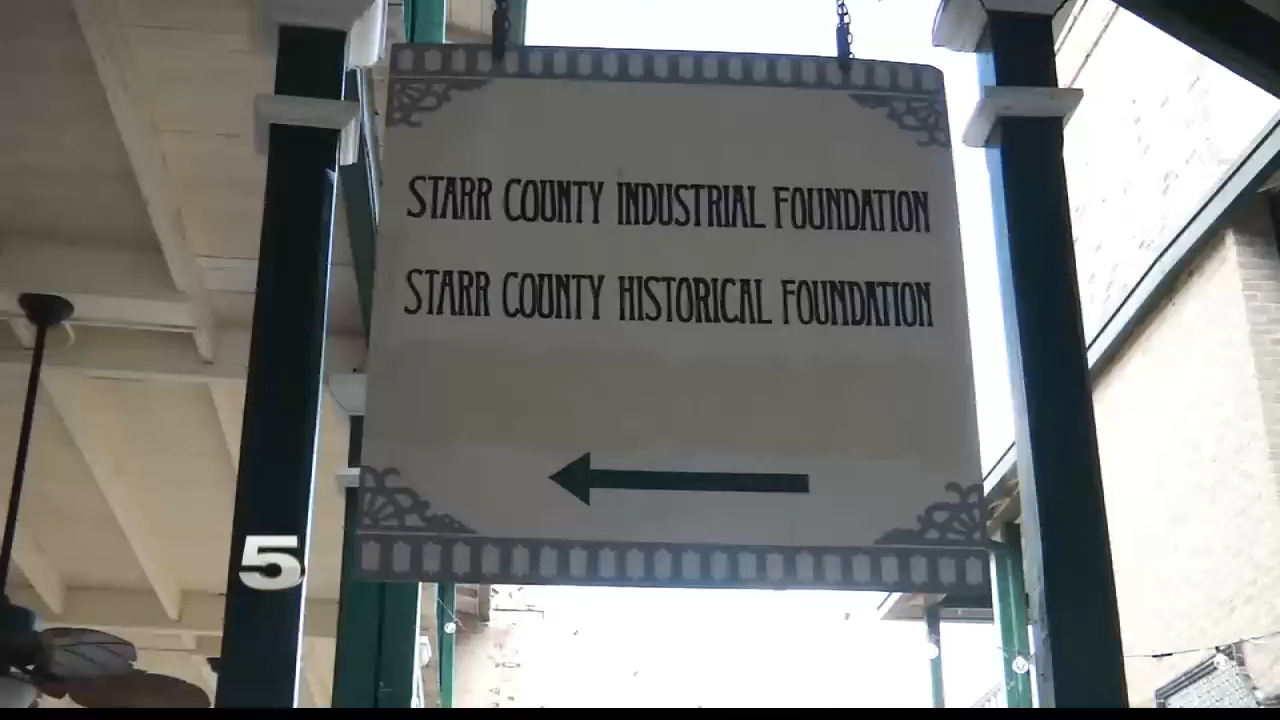 STARR COUNTY INDUSTRIAL FOUNDATION
STARR COUNTY HISTORICAL FOUNDATION
5